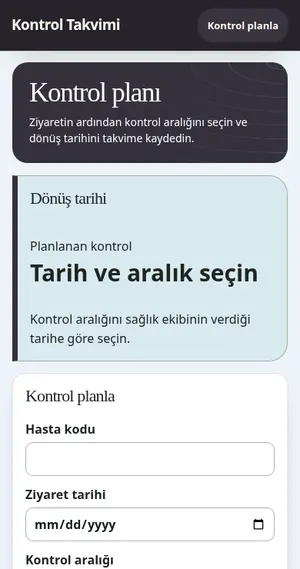 Kontrol Takvimi
Kontrol planla
Kontrol planı
Ziyaretin ardından kontrol aralığını seçin ve
dönüş tarihini takvime kaydedin.
Dönüş tarihi
Planlanan kontrol
Tarih ve aralık seçin
Kontrol aralığını sağlık ekibinin verdiği
tarihe göre seçin.
Kontrol planla
Hasta kodu
Ziyaret tarihi
mm/dd/yyyy
Kontrol aralığı